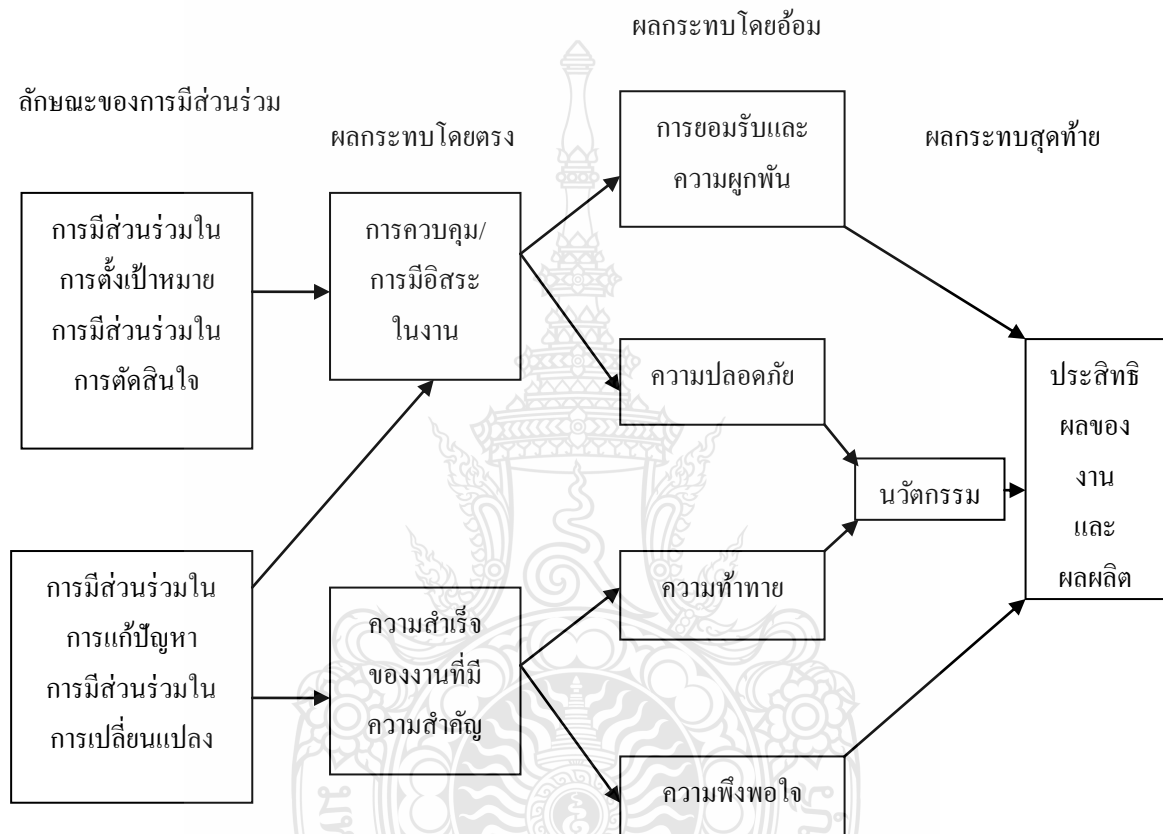 ผลกระทบโดยอ้อม
ลักษณะของการมีส่วนร่วม
ผลกระทบโดยตรง
ผลกระทบสุดท้าย
การมีส่วนร่วมใน
การตั้งเป้าหมาย
การมีส่วนร่วมใน
การตัดสินใจ
การควบคุม/
การมีอิสระ
ในงาน
การยอมรับและ
ความผูกพัน
ความปลอดภัย
นวัตกรรม
ประสิทธิ
ผลของ
งาน
และ
ผลผลิต
การมีส่วนร่วมใน
การแก้ปัญหา
การมีส่วนร่วมใน
การเปลี่ยนแปลง
ความสำเร็จ
ของงานที่มี
ความสำคัญ
ความท้าทาย
ความพึงพอใจ